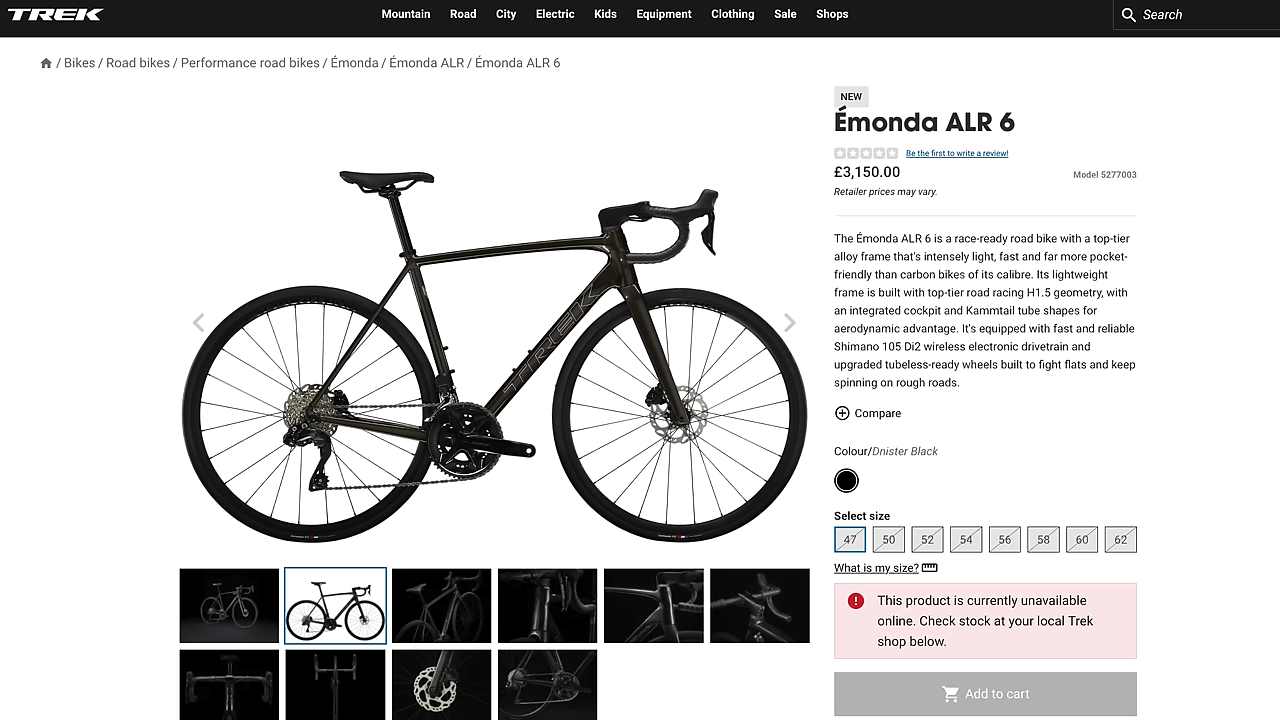 TREK
Mountain Road City Electric Kids Equipment Clothing Sale Shops
Search
/ Bikes / Road bikes / Performance road bikes / Émonda / Émonda ALR / Émonda ALR 6
NEW
Émonda ALR 6
Be the first to write a review!
£3,150.00
Model 5277003
Retailer prices may vary.
The Émonda ALR 6 is a race-ready road bike with a top-tier
alloy frame that's intensely light, fast and far more pocket-
friendly than carbon bikes of its calibre. Its lightweight
frame is built with top-tier road racing H1.5 geometry, with
an integrated cockpit and Kammtail tube shapes for
aerodynamic advantage. It's equipped with fast and reliable
Shimano 105 Di2 wireless electronic drivetrain and
upgraded tubeless-ready wheels built to fight flats and keep
spinning on rough roads.
Compare
Colour/Dnister Black
Select size
47 50 52 54 56 58 60 62
What is my size?
This product is currently unavailable
online. Check stock at your local Trek
shop below.
Add to cart
TREK